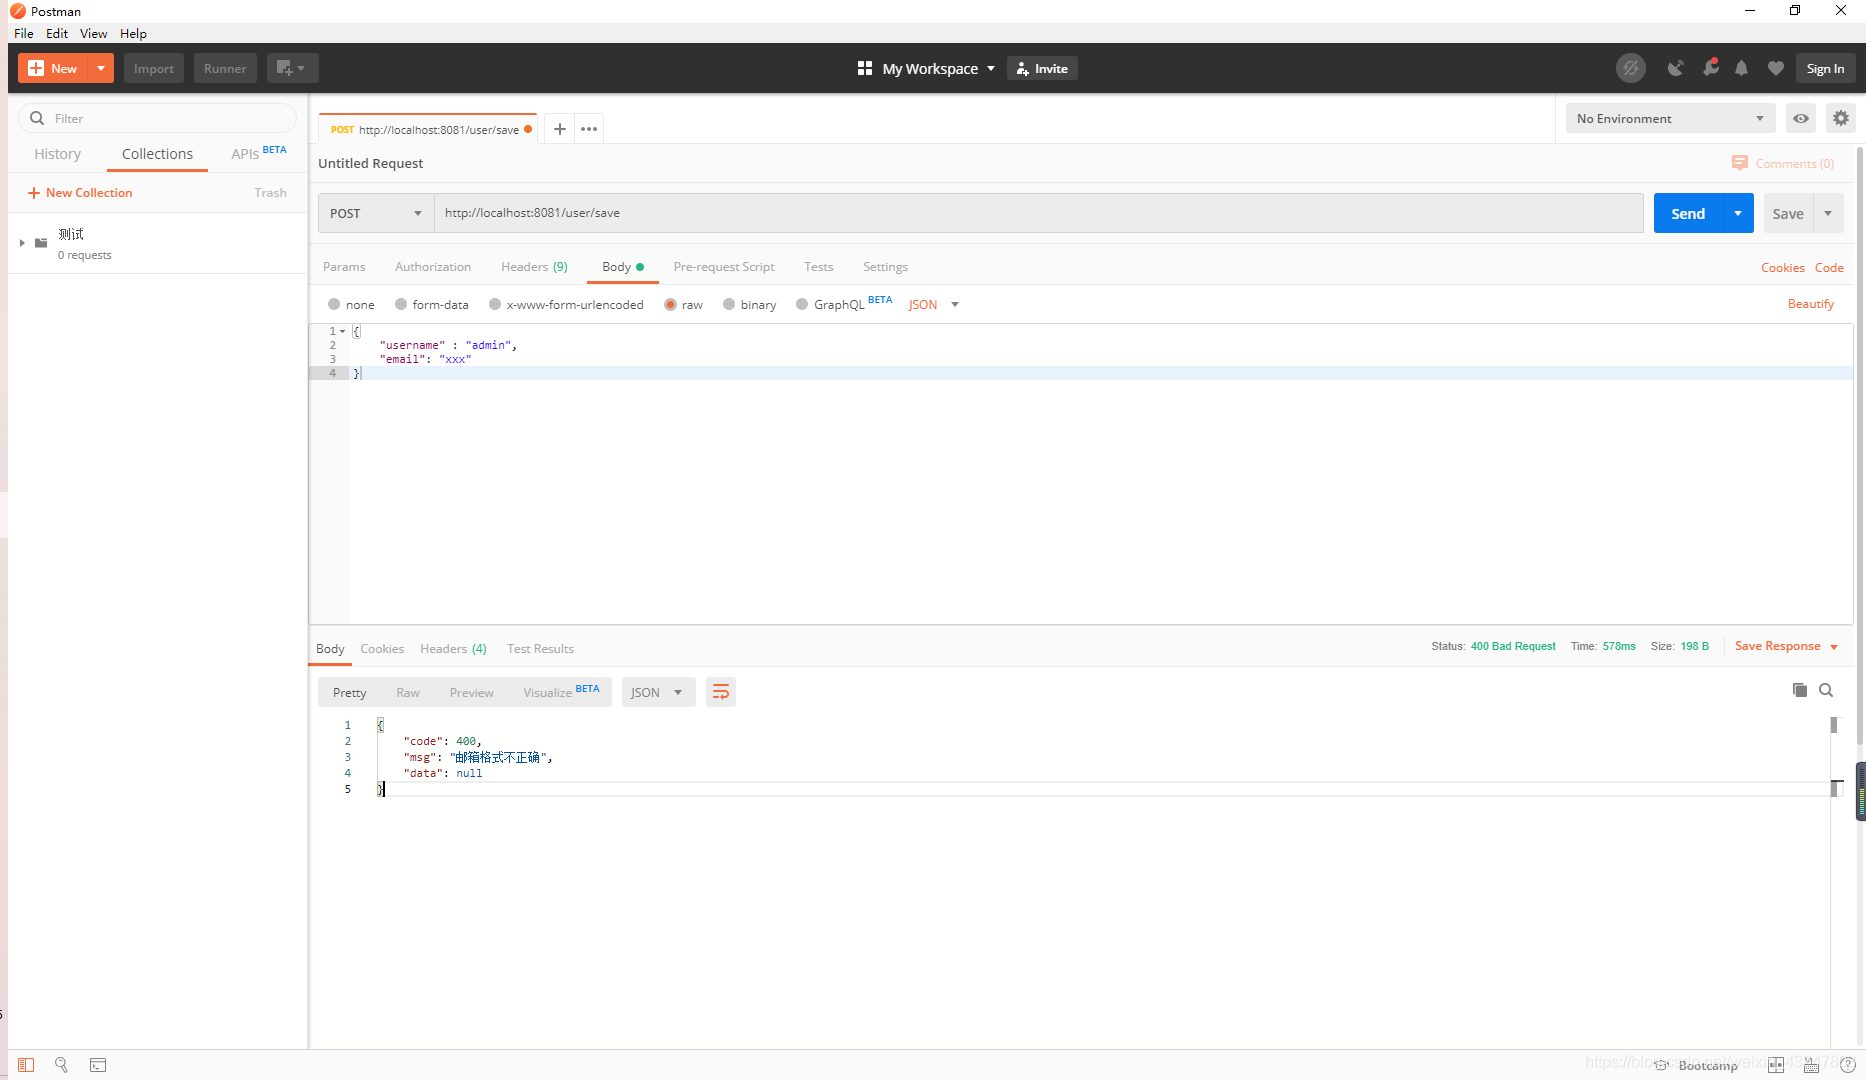 Postman
File Edit View Help
New Import Runner My Workspace Invite Sign In
Filter
History Collections APIs BETA
New Collection Trash
测试
0 requests
POST http://localhost:8081/user/save
No Environment
Untitled Request
Comments (0)
POST http://localhost:8081/user/save Send Save
Params Authorization Headers (9) Body Pre-request Script Tests Settings Cookies Code
none form-data x-www-form-urlencoded raw binary GraphQL BETA JSON Beautify
1 {
2 "username" : "admin",
3 "email": "xxx"
4 }
Body Cookies Headers (4) Test Results Status: 400 Bad Request Time: 578ms Size: 198 B Save Response
Pretty Raw Preview Visualize BETA JSON
1 {
2 "code": 400,
3 "msg": "邮箱格式不正确",
4 "data": null
5 }
Bootcamp